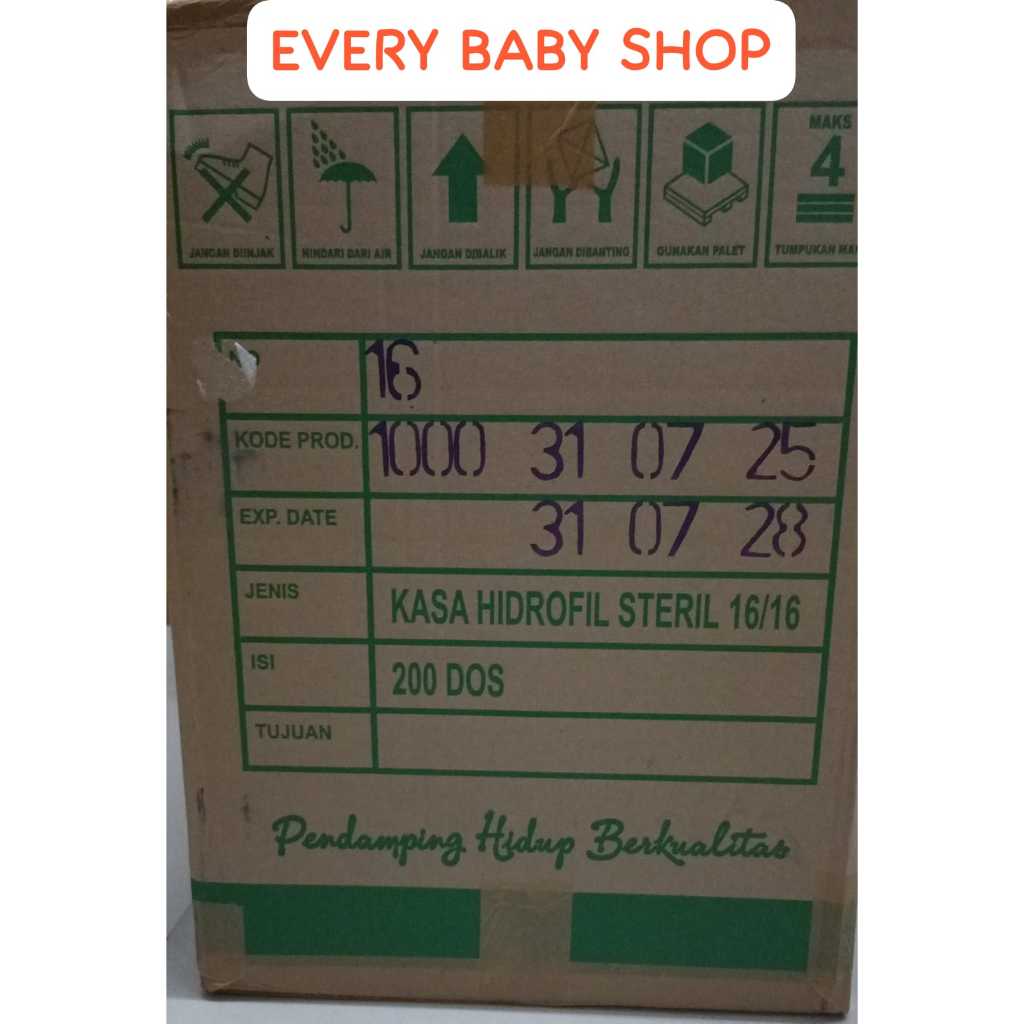 EVERY BABY SHOP
MAKS
4
JANGAN DIINJAK
HINDARI DARI AIR
JANGAN DIBALIK
JANGAN DIBANTING
GUNAKAN PALET
TUMPUKAN
16
KODE PROD. 1000 31 07 25
EXP. DATE 31 07 28
JENIS KASA HIDROFIL STERIL 16/16
ISI 200 DOS
TUJUAN
Pendamping Hidup Berkualitas